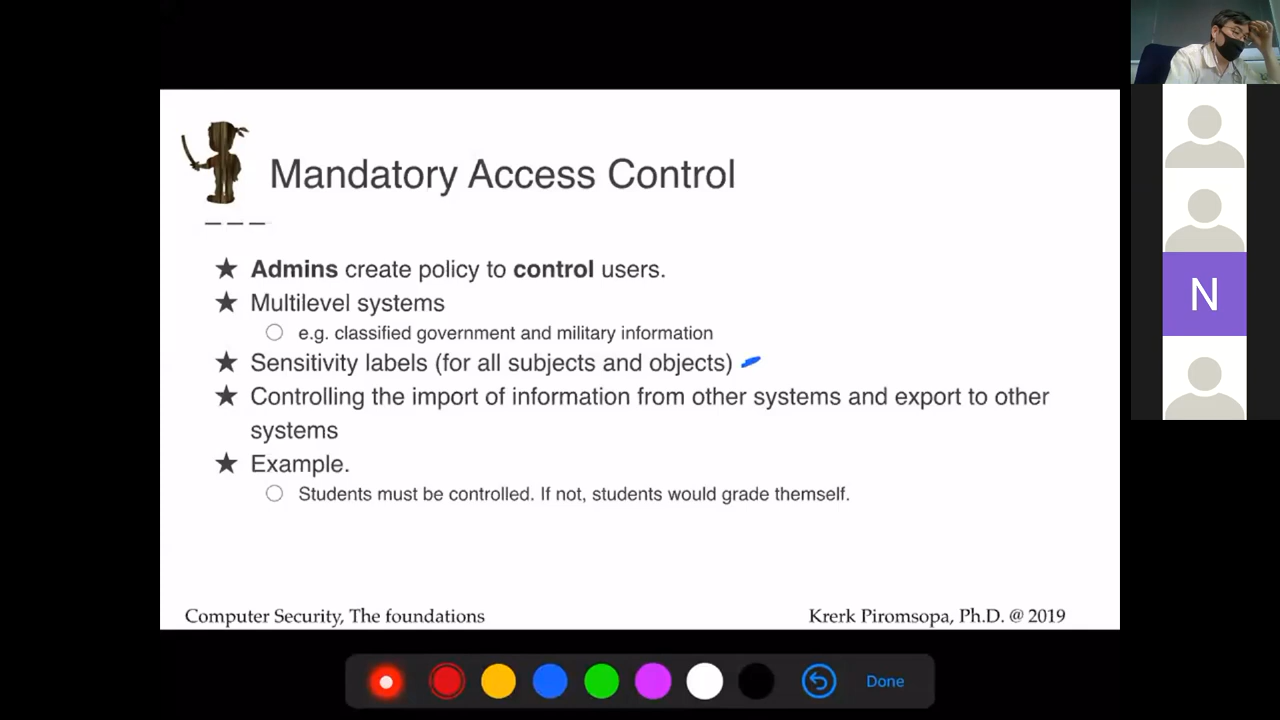 Mandatory Access Control
★ Admins create policy to control users.
★ Multilevel systems
○ e.g. classified government and military information
★ Sensitivity labels (for all subjects and objects)
★ Controlling the import of information from other systems and export to other
systems
★ Example.
○ Students must be controlled. If not, students would grade themself.
Computer Security, The foundations
Krerk Piromsopa, Ph.D. @ 2019
N
Done